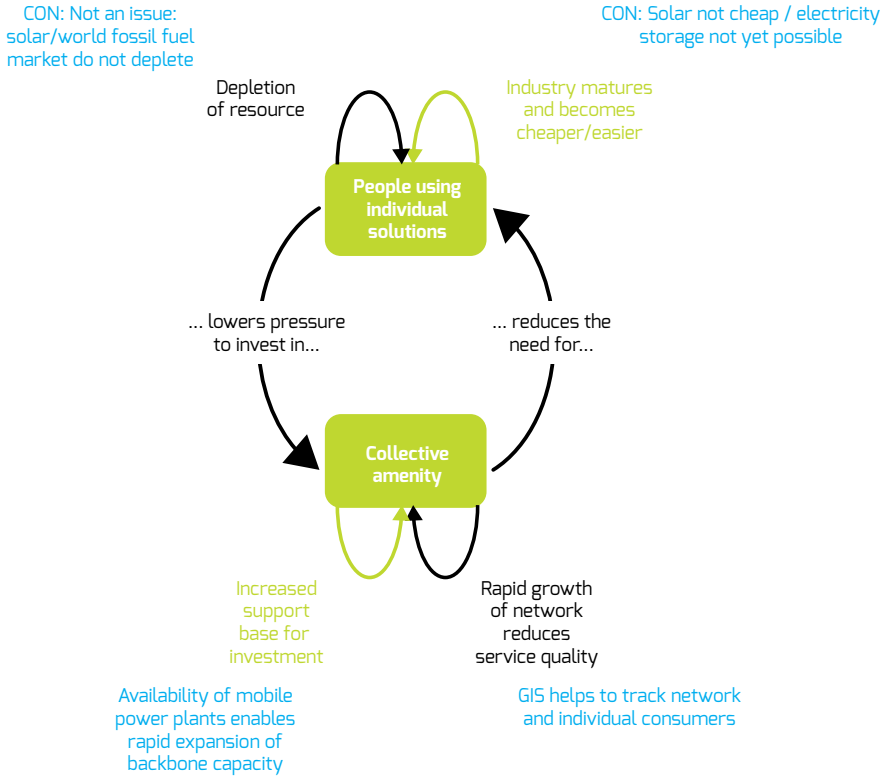 CON: Not an issue:
solar/world fossil fuel
market do not deplete
CON: Solar not cheap / electricity
storage not yet possible
Depletion
of resource
Industry matures
and becomes
cheaper/easier
People using
individual
solutions
... lowers pressure
to invest in...
... reduces the
need for...
Collective
amenity
Increased
support
base for
investment
Rapid growth
of network
reduces
service quality
Availability of mobile
power plants enables
rapid expansion of
backbone capacity
GIS helps to track network
and individual consumers